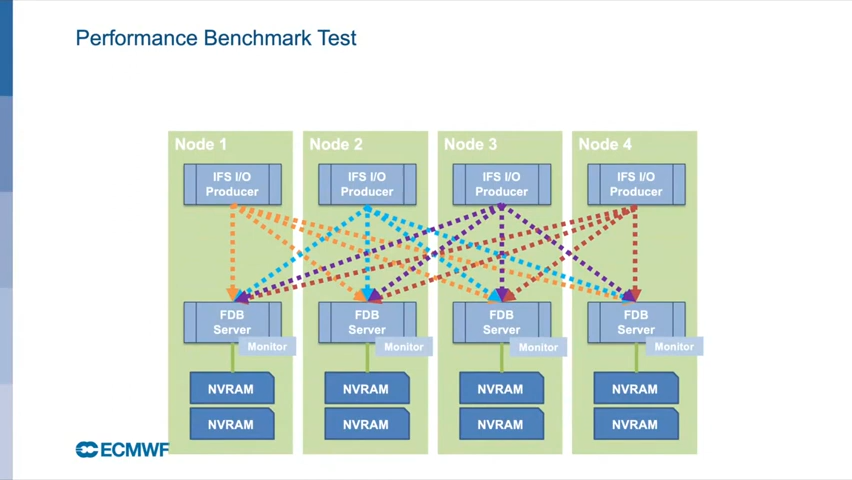 Performance Benchmark Test
Node 1
Node 2
Node 3
Node 4
IFS I/O
Producer
IFS I/O
Producer
IFS I/O
Producer
IFS I/O
Producer
FDB
Server
FDB
Server
FDB
Server
FDB
Server
Monitor
Monitor
Monitor
Monitor
NVRAM
NVRAM
NVRAM
NVRAM
NVRAM
NVRAM
NVRAM
NVRAM
ECMWF